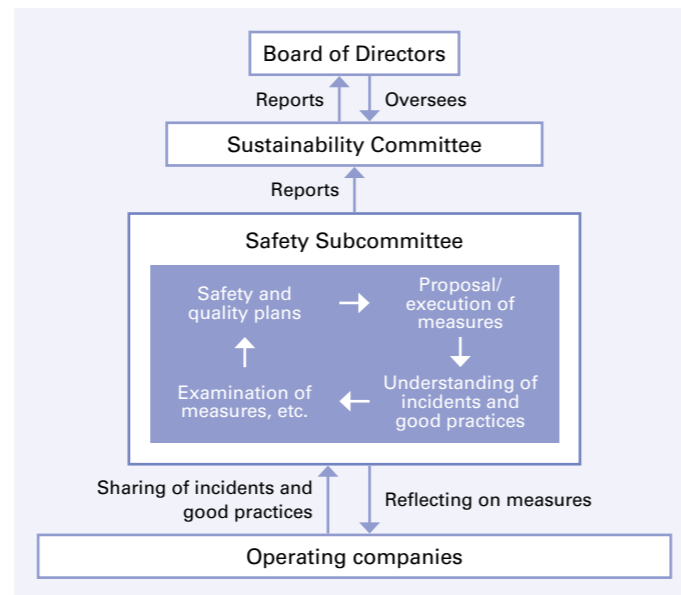 Board of Directors
Reports
Oversees
Sustainability Committee
Reports
Safety Subcommittee
Safety and
quality plans
Proposal/
execution of
measures
Examination of
measures, etc.
Understanding of
incidents and
good practices
Sharing of incidents and
good practices
Reflecting on measures
Operating companies